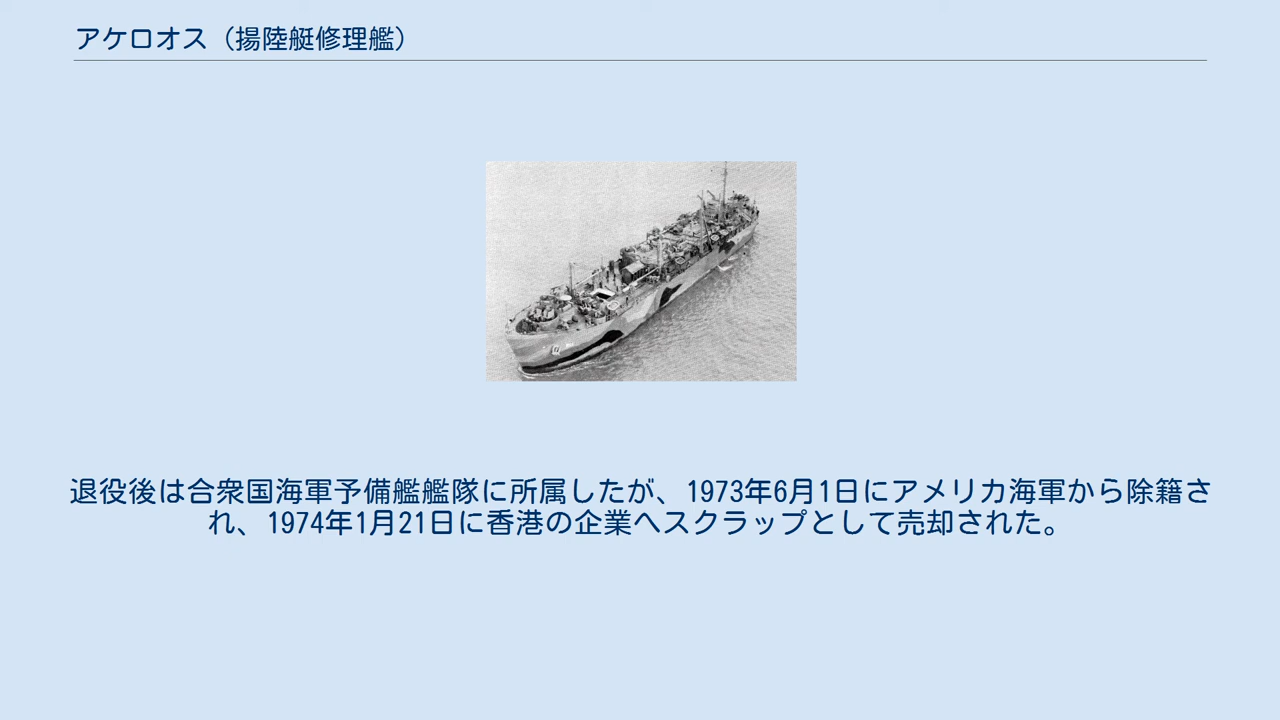 アケロオス（揚陸艇修理艦）
退役後は合衆国海軍予備艦艦隊に所属したが、1973年6月1日にアメリカ海軍から除籍さ
れ、1974年1月21日に香港の企業へスクラップとして売却された。